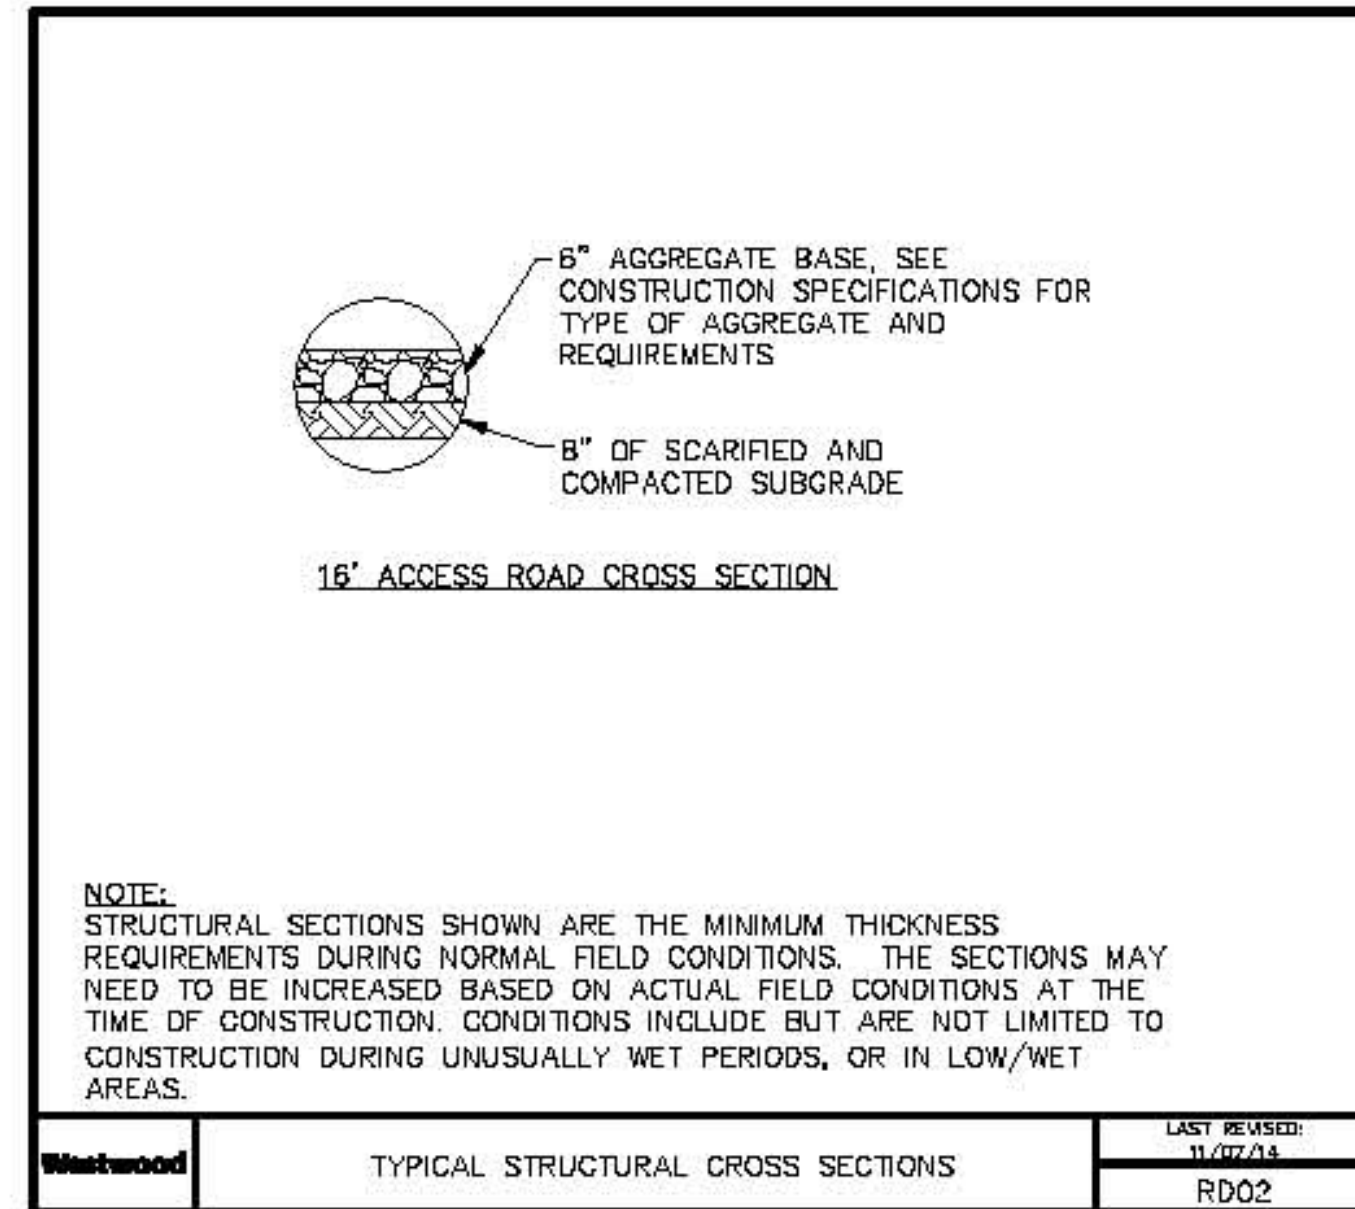 6" AGGREGATE BASE, SEE
CONSTRUCTION SPECIFICATIONS FOR
TYPE OF AGGREGATE AND
REQUIREMENTS
8" OF SCARIFIED AND
COMPACTED SUBGRADE
16' ACCESS ROAD CROSS SECTION
NOTE:
STRUCTURAL SECTIONS SHOWN ARE THE MINIMUM THICKNESS
REQUIREMENTS DURING NORMAL FIELD CONDITIONS. THE SECTIONS MAY
NEED TO BE INCREASED BASED ON ACTUAL FIELD CONDITIONS AT THE
TIME OF CONSTRUCTION. CONDITIONS INCLUDE BUT ARE NOT LIMITED TO
CONSTRUCTION DURING UNUSUALLY WET PERIODS, OR IN LOW/WET
AREAS.
Westwood
TYPICAL STRUCTURAL CROSS SECTIONS
LAST REVISED:
11/07/14
RD02